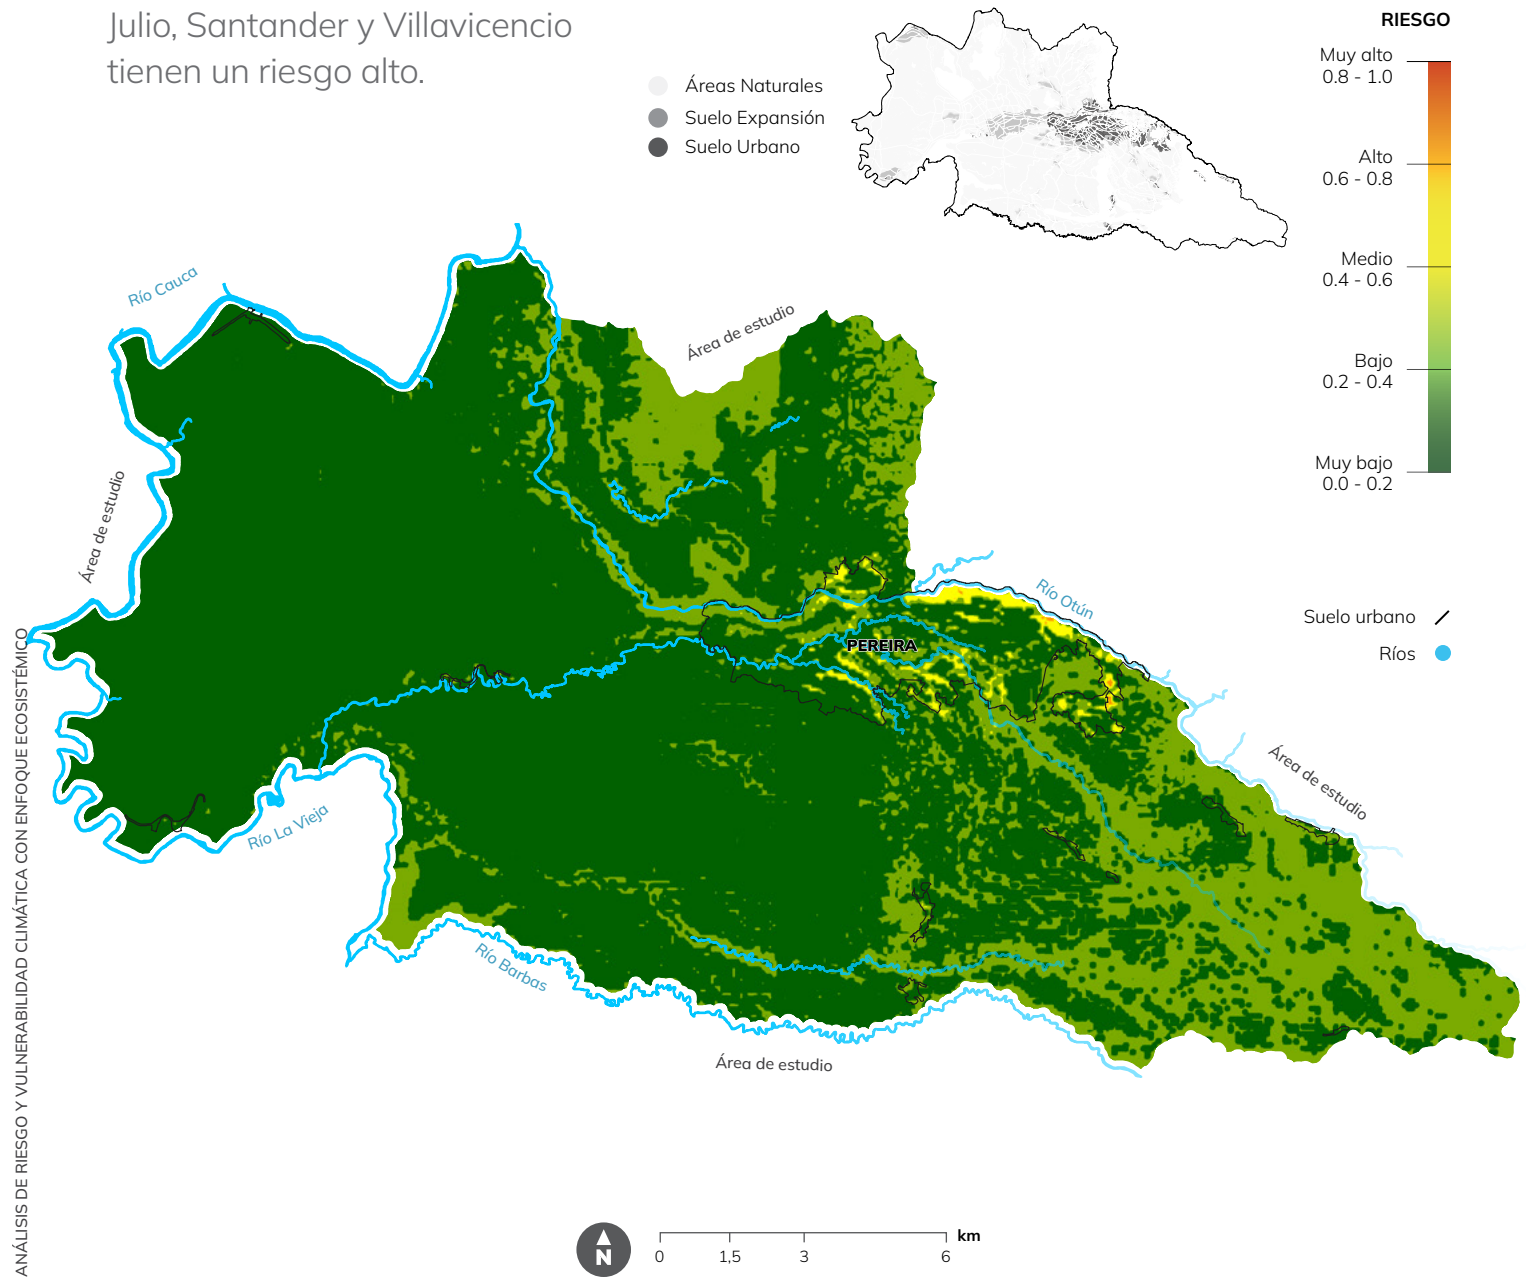 Julio, Santander y Villavicencio
tienen un riesgo alto.
Áreas Naturales
Suelo Expansión
Suelo Urbano
RIESGO
Muy alto
0.8 - 1.0
Alto
0.6 - 0.8
Medio
0.4 - 0.6
Bajo
0.2 - 0.4
Muy bajo
0.0 - 0.2
Río Cauca
Área de estudio
Área de estudio
Río Otún
Suelo urbano
Ríos
PEREIRA
Área de estudio
Río La Vieja
Río Barbas
Área de estudio
ANÁLISIS DE RIESGO Y VULNERABILIDAD CLIMÁTICA CON ENFOQUE ECOSISTÉMICO
N
km
0 1,5 3 6